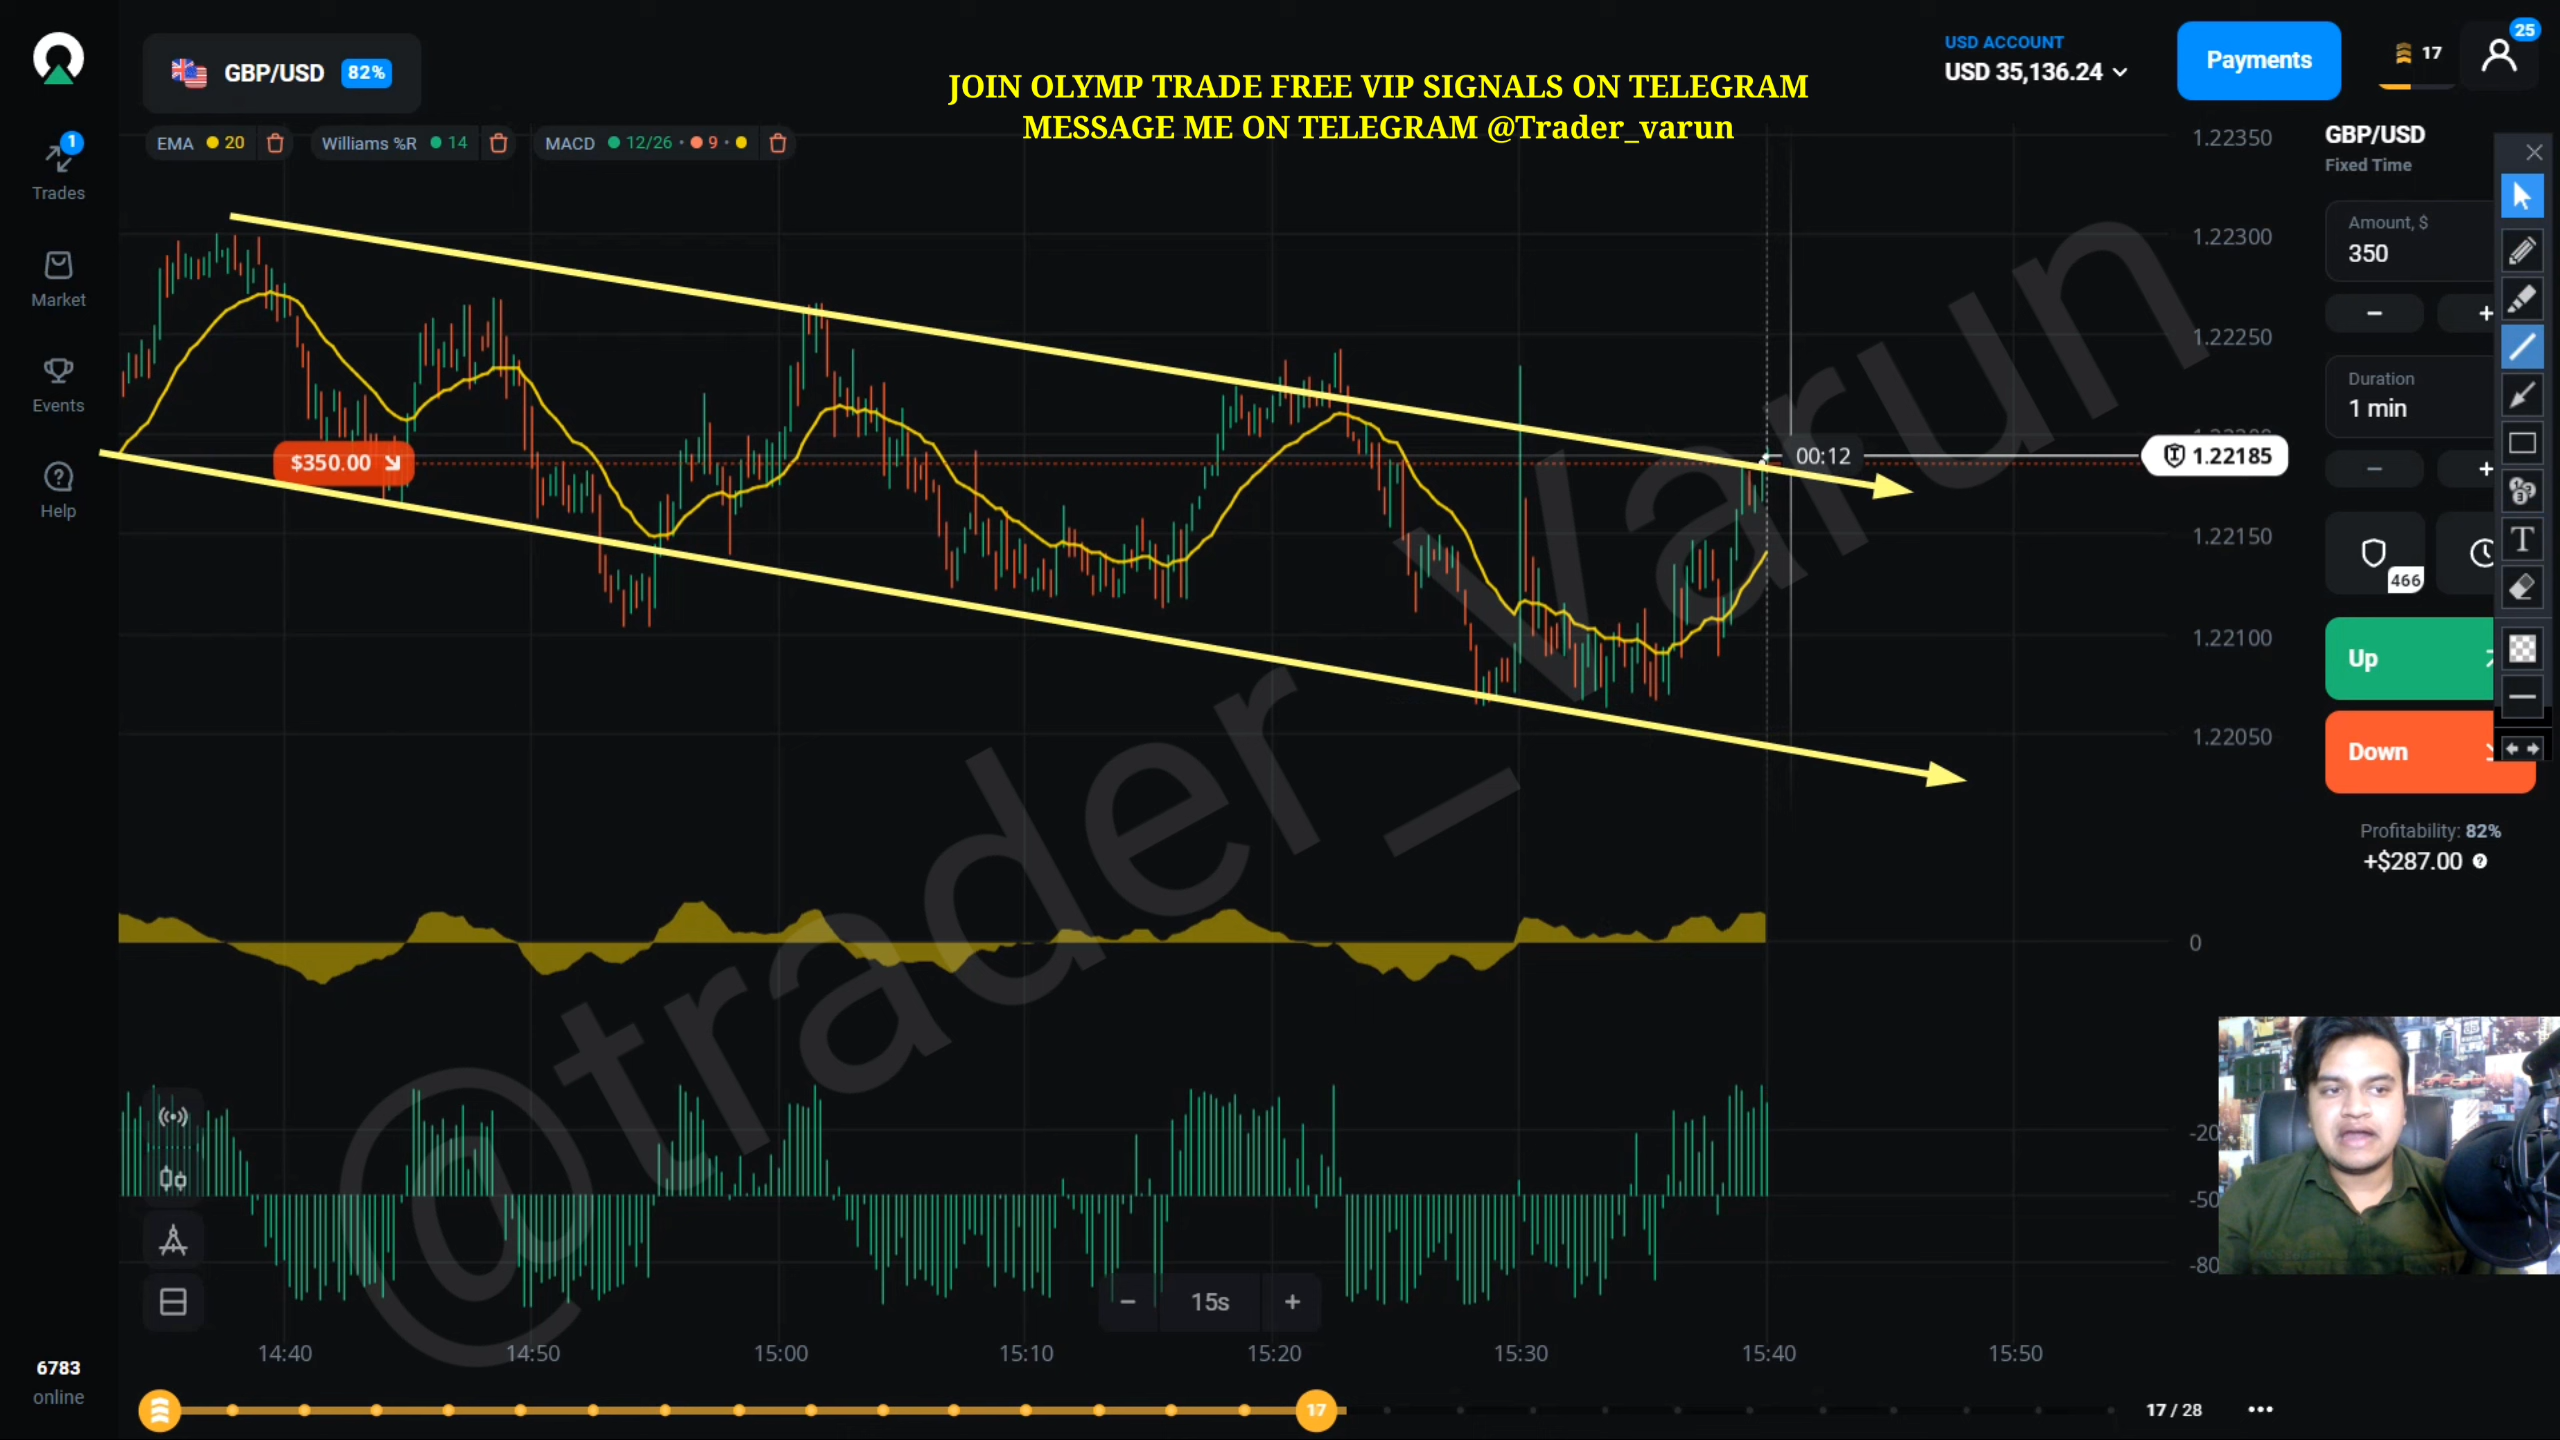 GBP/USD 82%
JOIN OLYMP TRADE FREE VIP SIGNALS ON TELEGRAM
MESSAGE ME ON TELEGRAM @Trader_varun
USD ACCOUNT
USD 35,136.24
Payments
17
25
EMA 20
Williams %R 14
MACD 12/26 · 9 ·
1
Trades
Market
Events
Help
1.22350
1.22300
1.22250
1.22185
1.22150
1.22100
1.22050
$350.00
00:12
GBP/USD
Fixed Time
Amount, $
350
− +
Duration
1 min
− +
466
Up
Down
Profitability: 82%
+$287.00
T
@trader_varun
0
-20
-50
-80
− 15s +
14:40 14:50 15:00 15:10 15:20 15:30 15:40 15:50
6783
online
17
17 / 28